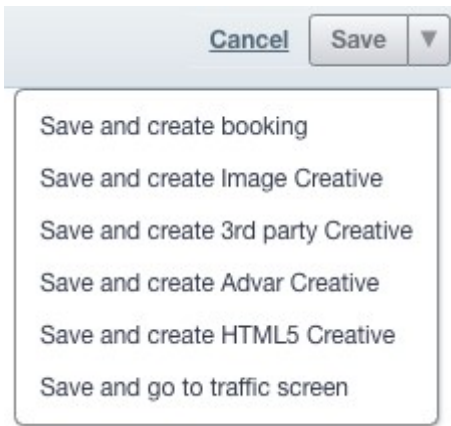 Cancel Save ▼
Save and create booking
Save and create Image Creative
Save and create 3rd party Creative
Save and create Advar Creative
Save and create HTML5 Creative
Save and go to traffic screen